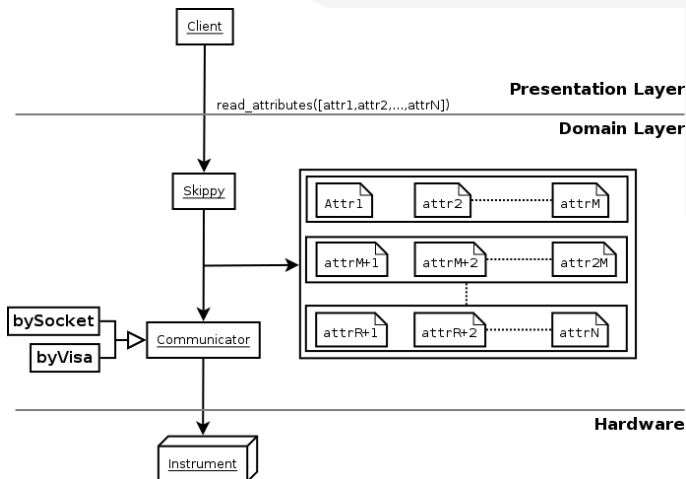 Client
Presentation Layer
read_attributes([attr1,attr2,...,attrN])
Domain Layer
Skippy
Attr1 attr2 attrM
attrM+1 attrM+2 attr2M
bySocket
byVisa
Communicator
attrR+1 attrR+2 attrN
Hardware
Instrument